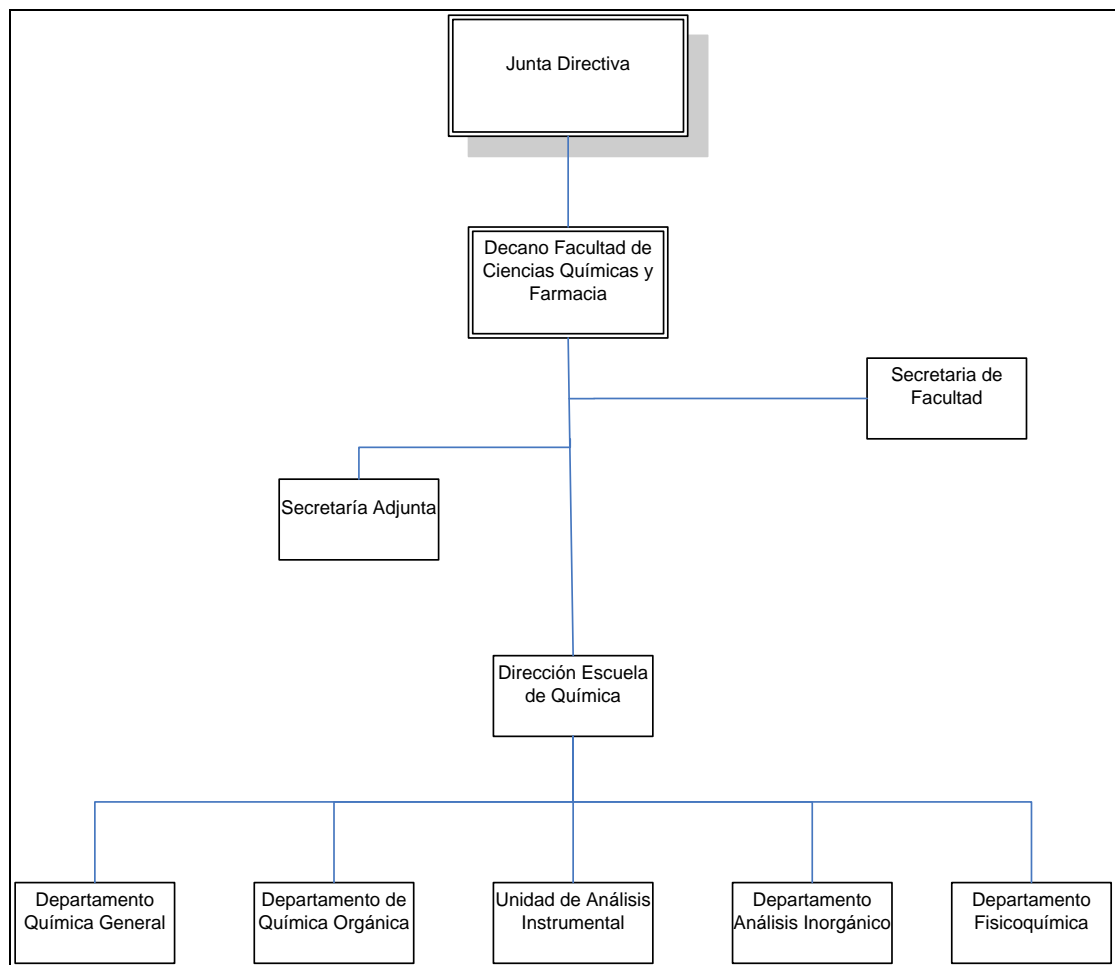 Junta Directiva
Decano Facultad de
Ciencias Químicas y
Farmacia
Secretaria de
Facultad
Secretaría Adjunta
Dirección Escuela
de Química
Departamento
Química General
Departamento de
Química Orgánica
Unidad de Análisis
Instrumental
Departamento
Análisis Inorgánico
Departamento
Fisicoquímica